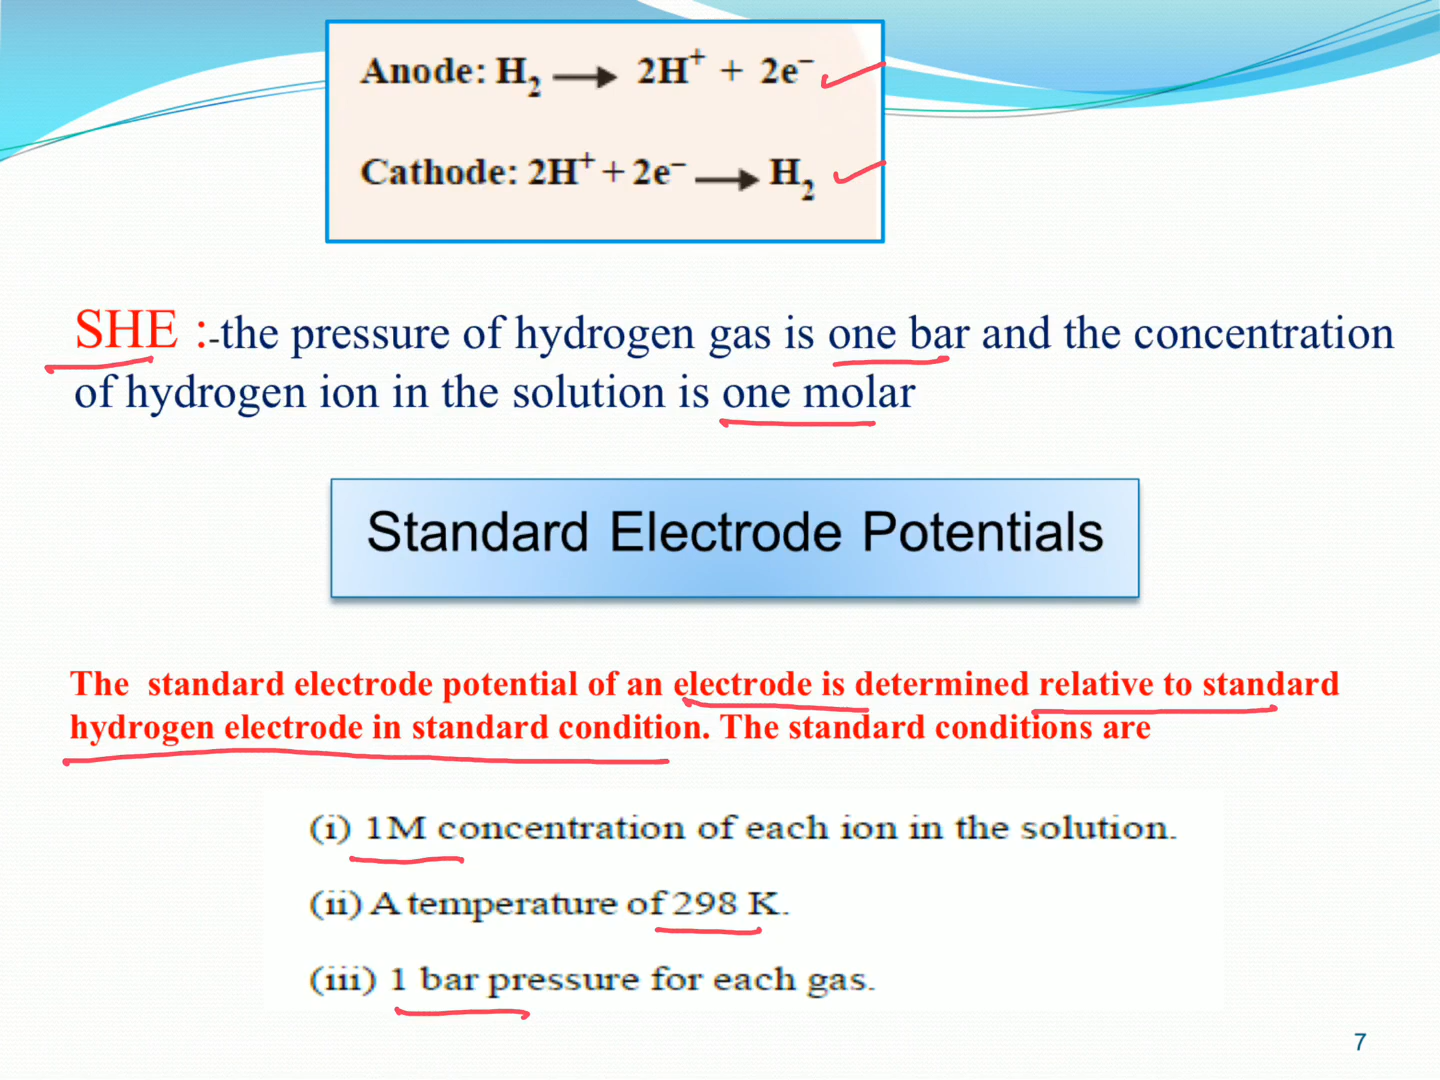 Anode: H₂ ⟶ 2H⁺ + 2e⁻
Cathode: 2H⁺ + 2e⁻ ⟶ H₂
SHE :-the pressure of hydrogen gas is one bar and the concentration
of hydrogen ion in the solution is one molar
Standard Electrode Potentials
The standard electrode potential of an electrode is determined relative to standard
hydrogen electrode in standard condition. The standard conditions are
(i) 1M concentration of each ion in the solution.
(ii) A temperature of 298 K.
(iii) 1 bar pressure for each gas.
7